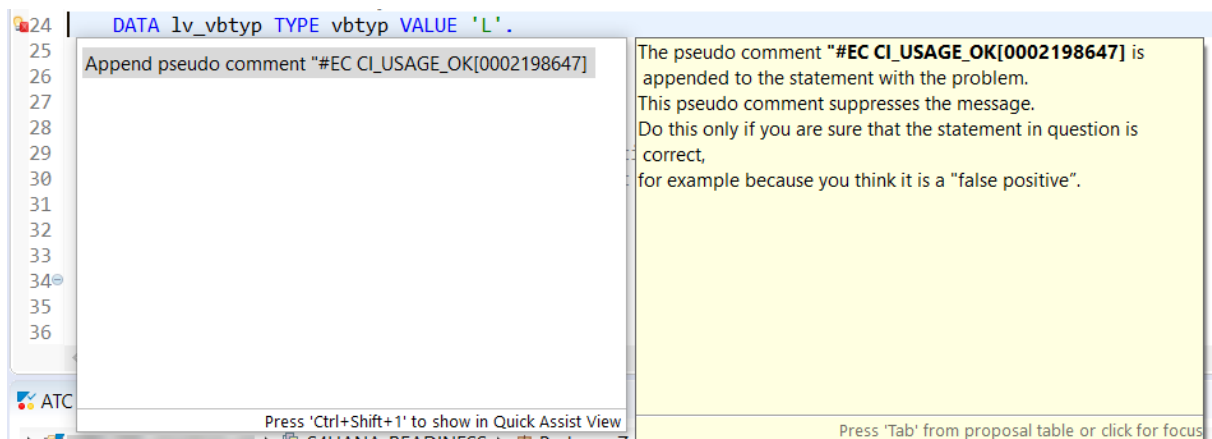 24 DATA lv_vbtyp TYPE vbtyp VALUE 'L'.
25
26
27
28
29
30
31
32
33
34
35
36
Append pseudo comment "#EC CI_USAGE_OK[0002198647]
Press 'Ctrl+Shift+1' to show in Quick Assist View
The pseudo comment "#EC CI_USAGE_OK[0002198647] is
appended to the statement with the problem.
This pseudo comment suppresses the message.
Do this only if you are sure that the statement in question is
correct,
for example because you think it is a "false positive".
Press 'Tab' from proposal table or click for focus
ATC